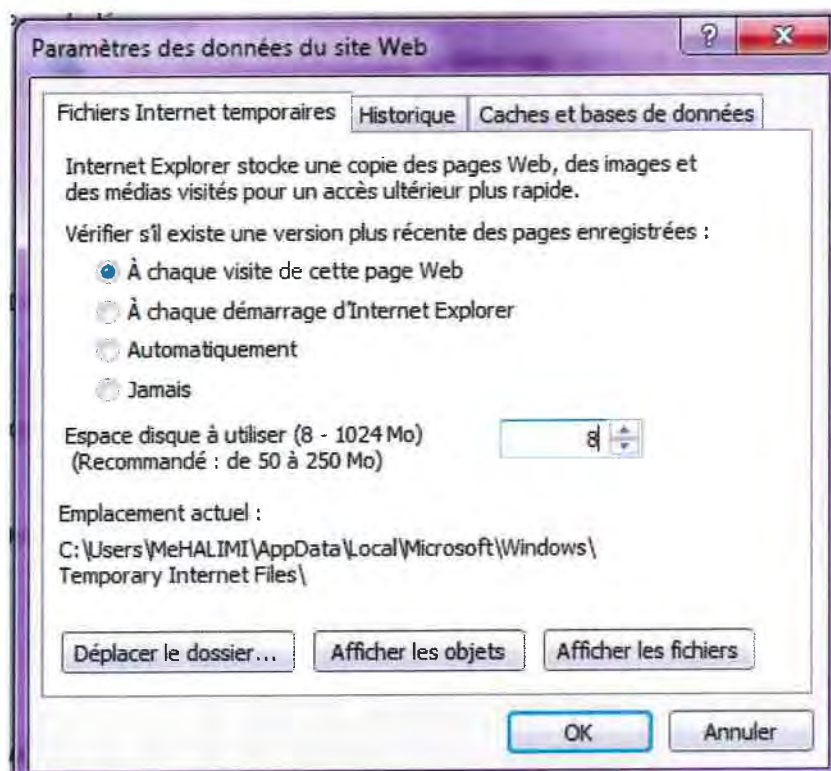 Paramètres des données du site Web
?
X
Fichiers Internet temporaires
Historique
Caches et bases de données
Internet Explorer stocke une copie des pages Web, des images et
des médias visités pour un accès ultérieur plus rapide.
Vérifier s'il existe une version plus récente des pages enregistrées :
À chaque visite de cette page Web
À chaque démarrage d'Internet Explorer
Automatiquement
Jamais
Espace disque à utiliser (8 - 1024 Mo)
8
(Recommandé : de 50 à 250 Mo)
Emplacement actuel :
C:\Users\MeHALIMI\AppData\Local\Microsoft\Windows\
Temporary Internet Files\
Déplacer le dossier...
Afficher les objets
Afficher les fichiers
OK
Annuler